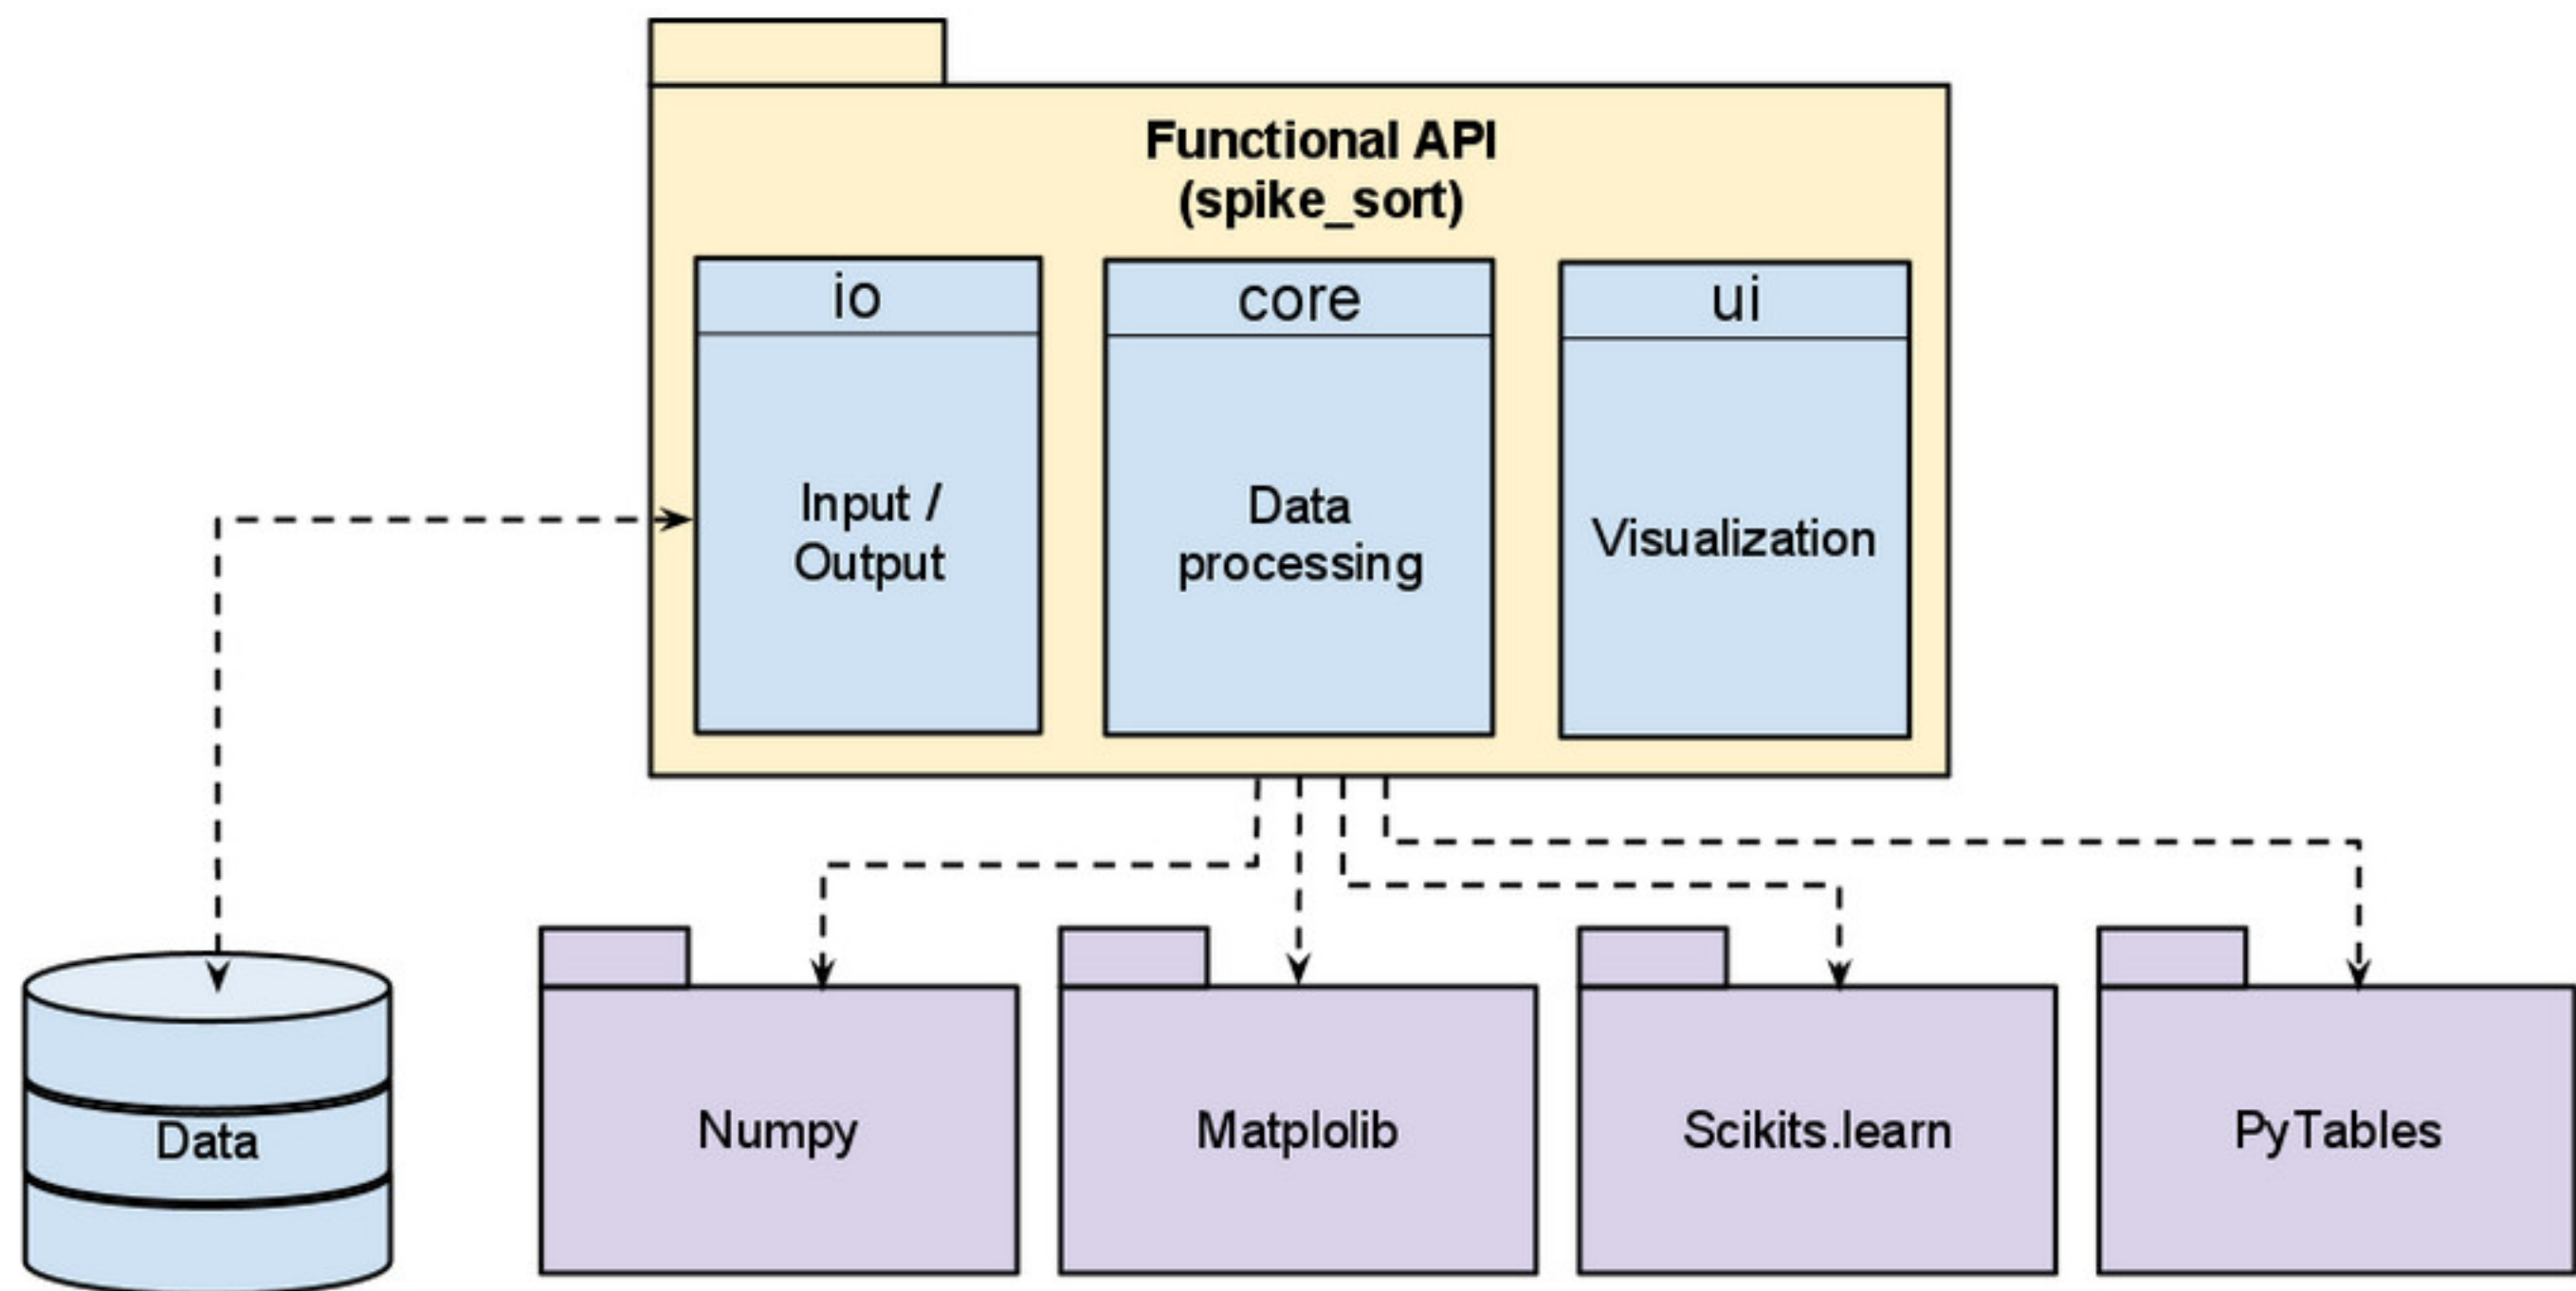 Functional API
(spike_sort)
io
Input /
Output
core
Data
processing
ui
Visualization
Data
Numpy
Matplolib
Scikits.learn
PyTables